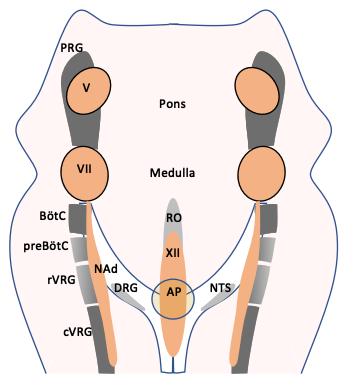 PRG
V
Pons
VII
Medulla
BötC
RO
preBötC
XII
NAd
rVRG
DRG
AP
NTS
cVRG